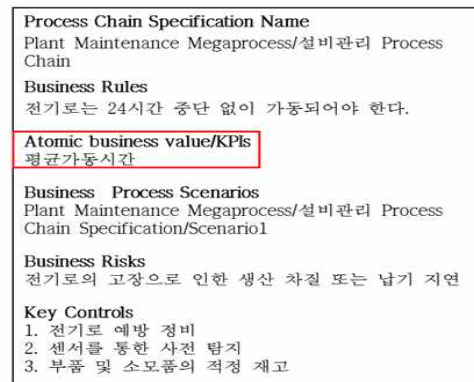 Process Chain Specification Name
Plant Maintenance Megaprocess/설비관리 Process
Chain
Business Rules
전기로는 24시간 중단 없이 가동되어야 한다.
Atomic business value/KPIs
평균가동시간
Business Process Scenarios
Plant Maintenance Megaprocess/설비관리 Process
Chain Specification/Scenario1
Business Risks
전기로의 고장으로 인한 생산 차질 또는 납기 지연
Key Controls
1. 전기로 예방 정비
2. 센서를 통한 사전 탐지
3. 부품 및 소모품의 적정 재고